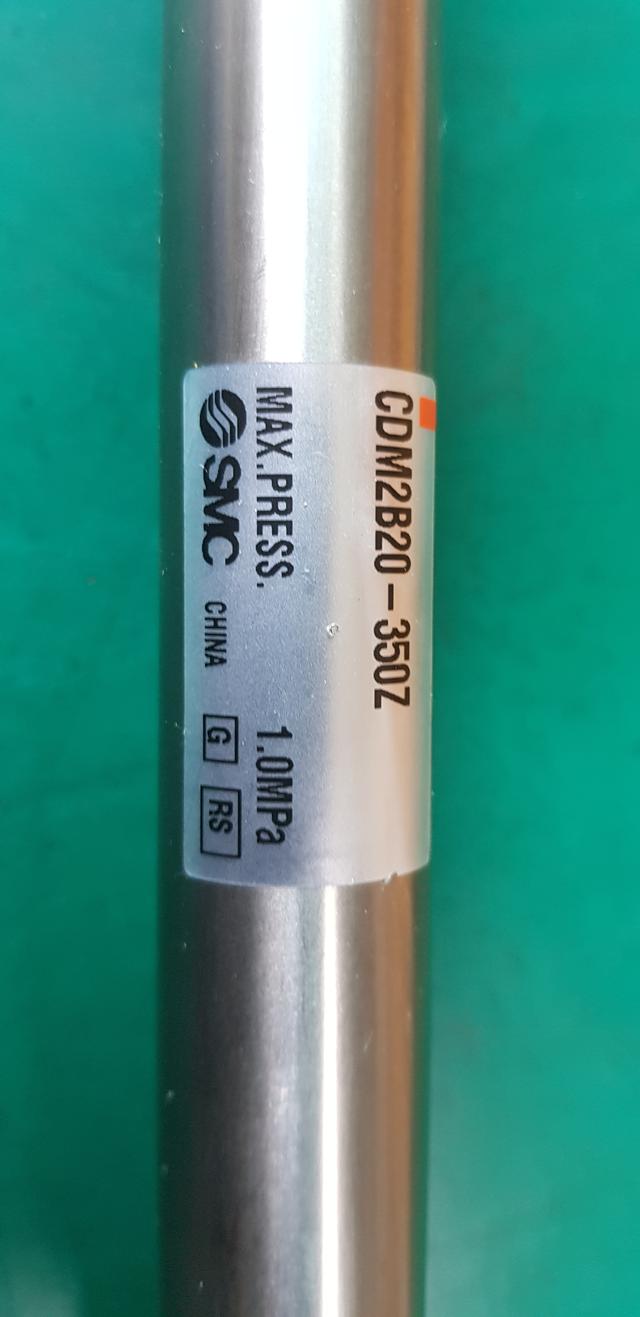 CDM2B20-350Z
MAX.PRESS. 1.0MPa
SMC CHINA G RS